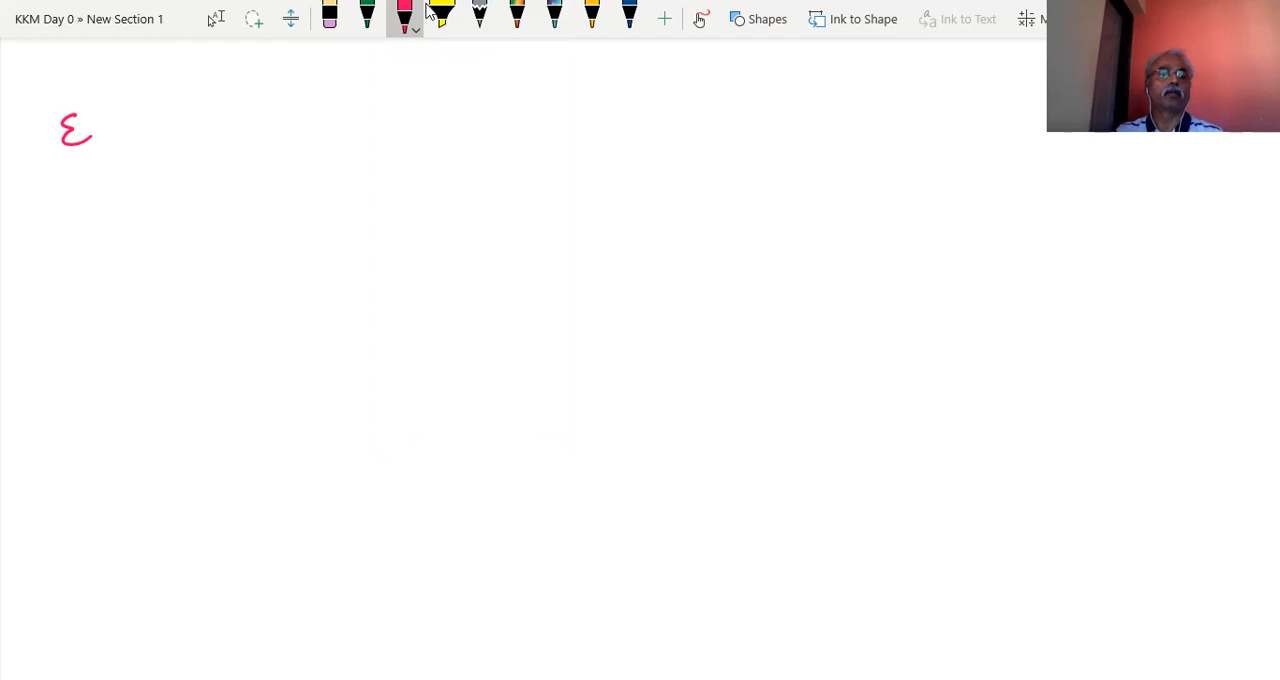 KKM Day 0 » New Section 1
Shapes
Ink to Shape
Ink to Text
M
ε